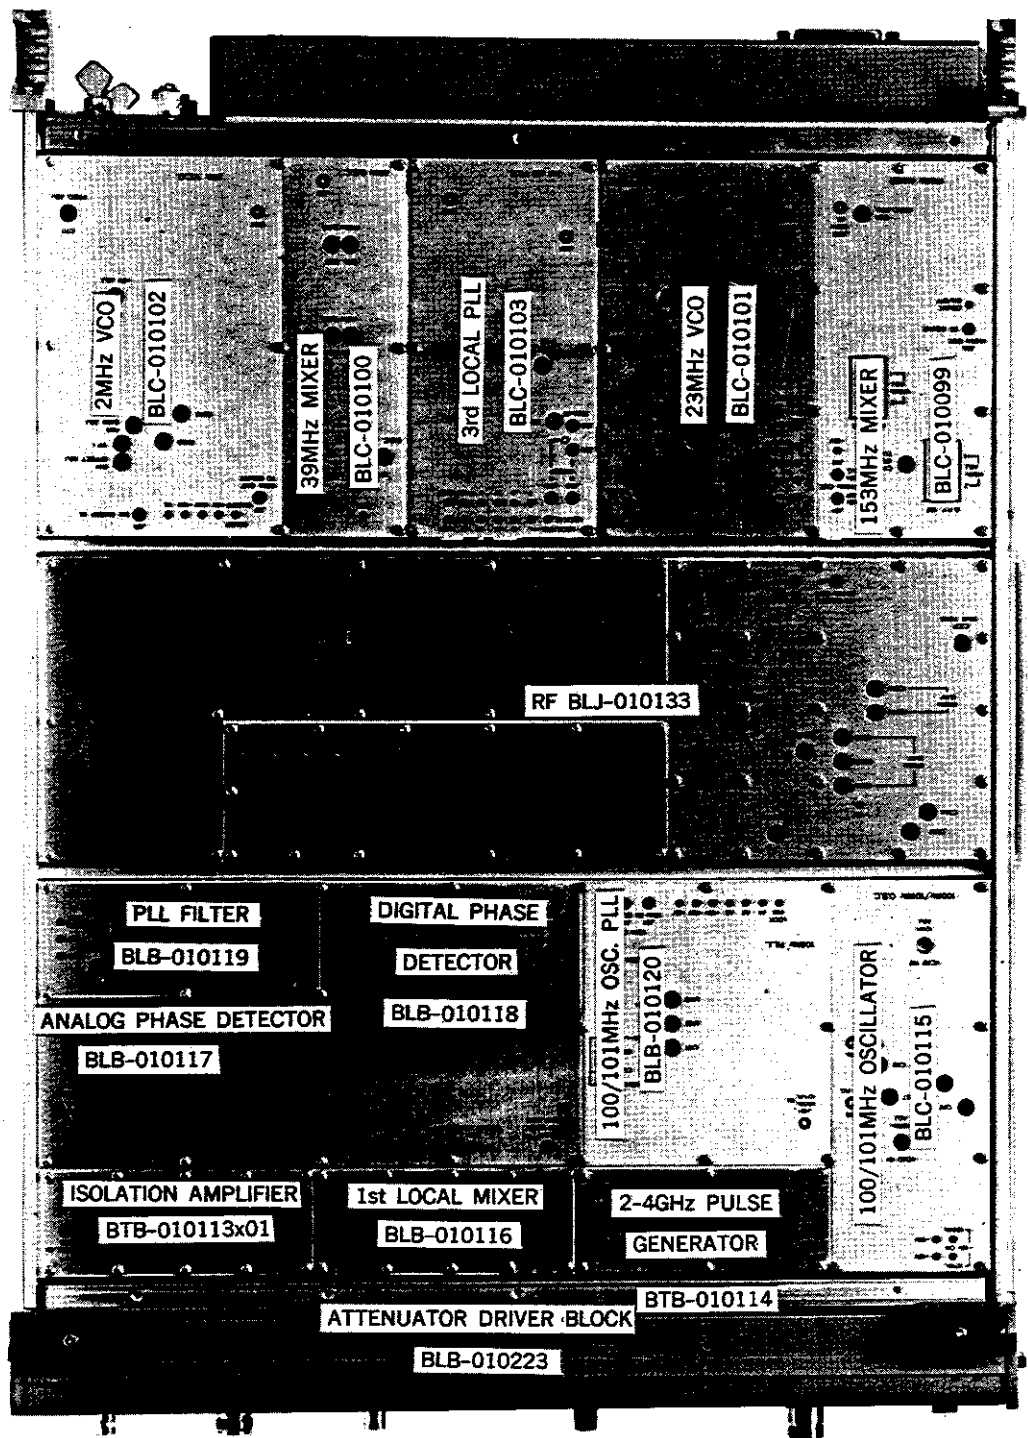 2MHz VCO
BLC-010102
39MHz MIXER
BLC-010100
3rd LOCAL PLL
BLC-010103
23MHz VCO
BLC-010101
153MHz MIXER
BLC-010099
RF BLJ-010133
PLL FILTER
BLB-010119
DIGITAL PHASE
DETECTOR
BLB-010118
ANALOG PHASE DETECTOR
BLB-010117
100/101MHz OSC. PLL
BLB-010120
100/101MHz OSCILLATOR
BLC-010115
ISOLATION AMPLIFIER
BTB-010113x01
1st LOCAL MIXER
BLB-010116
2-4GHz PULSE
GENERATOR
BTB-010114
ATTENUATOR DRIVER BLOCK
BLB-010223